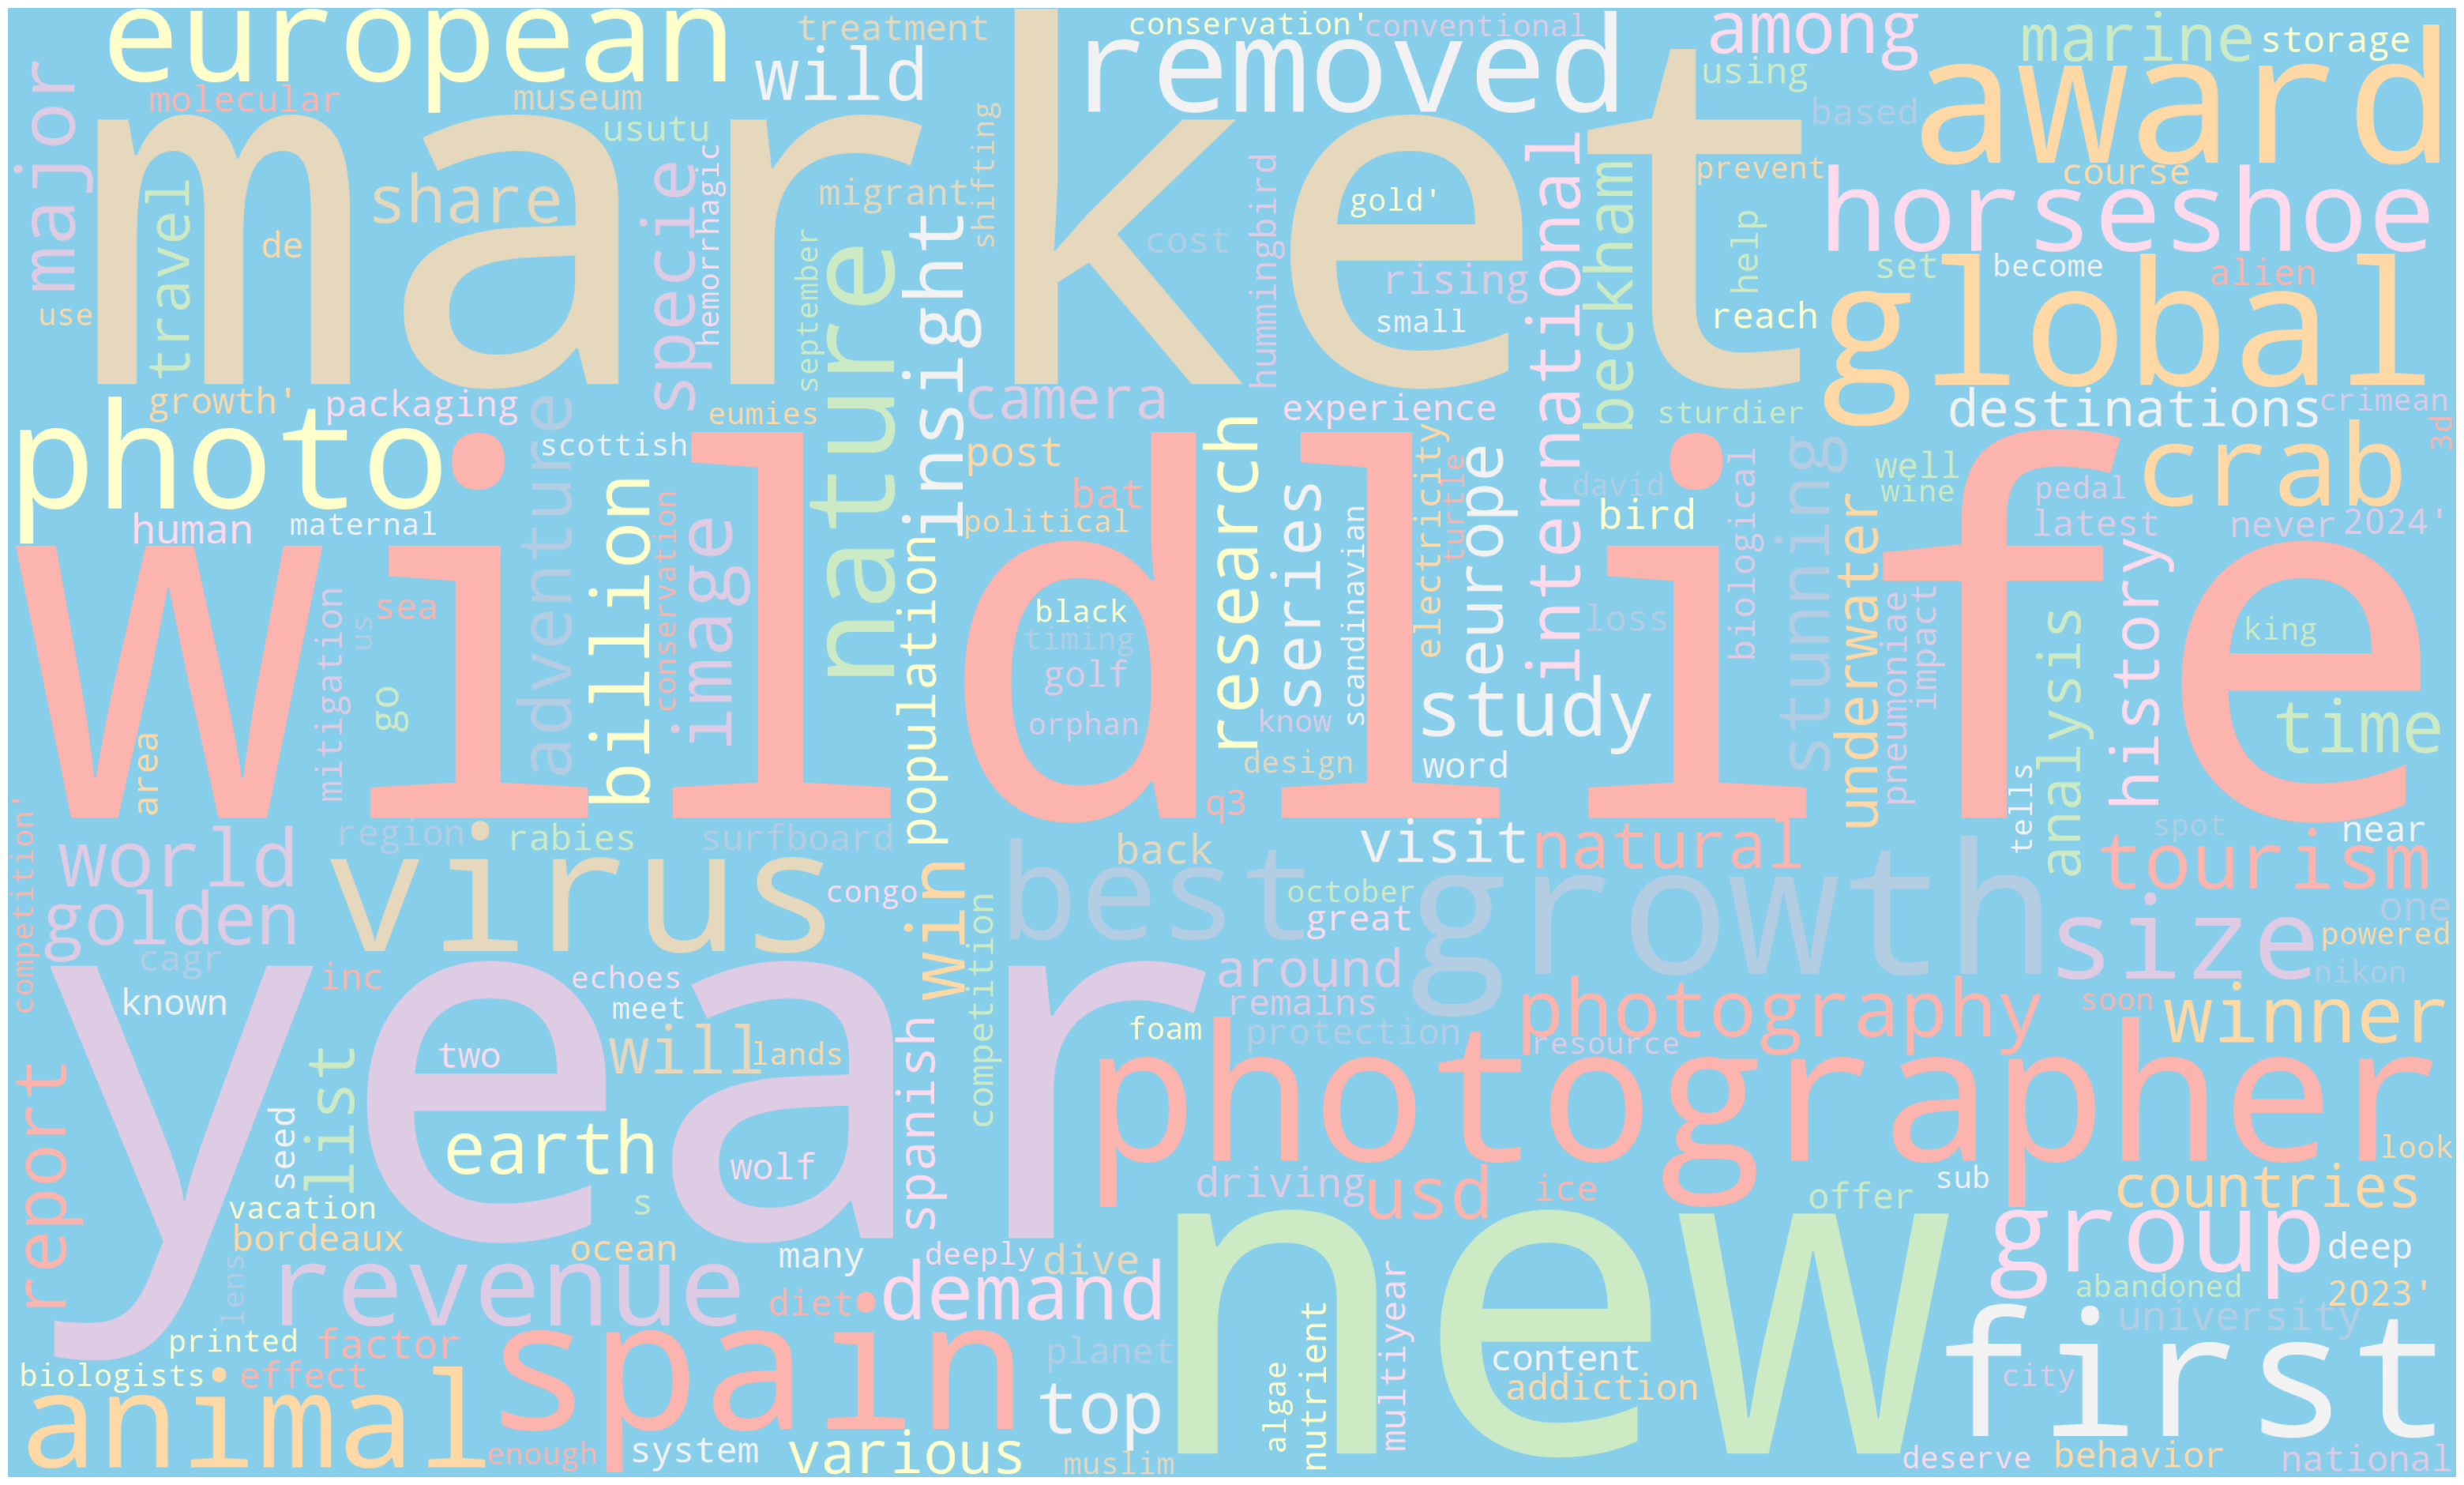 european
treatment
conservation'
conventional
among
marine
storage
wild
removed
using
award
molecular
museum
major
usutu
shifting
based
market
share
migrant
specie
hemorrhagic
hummingbird
gold'
international
beckham
prevent
course
horseshoe
travel
de
use
september
nature
insight
cost
rising
small
help
reach
set
become
alien
global
growth'
packaging
adventure
eumies
camera
experience
sturdier
destinations
crimean
3d
photo
scottish
billion
post
research
electricity
europe
stunning
well
crab
human
maternal
conservation
image
bat
political
series
turtle
david
bird
biological
underwater
wine
pedal
latest
never
2024'
wildlife
mitigation
us
sea
go
area
population
black
timing
golf
orphan
scandinavian
know
design
study
word
loss
pneumoniae
impact
analysis
history
king
time
q3
tells
competition'
world
region
rabies
surfboard
back
visit
natural
spot
near
tourism
golden
virus
congo
win
best
october
great
growth
size
one
powered
cagr
known
inc
echoes
meet
competition
around
remains
protection
photography
soon
nikon
winner
year
report
list
two
will
lands
spanish
foam
resource
photographer
seed
earth
wolf
driving
usd
ice
offer
sub
look
countries
vacation
s
bordeaux
ocean
many
deeply
dive
new
group
deep
lens
revenue
diet
demand
abandoned
2023'
printed
factor
planet
multiyear
content
university
first
biologists
effect
spain
top
algae
nutrient
addiction
city
animal
enough
system
various
muslim
deserve
behavior
national